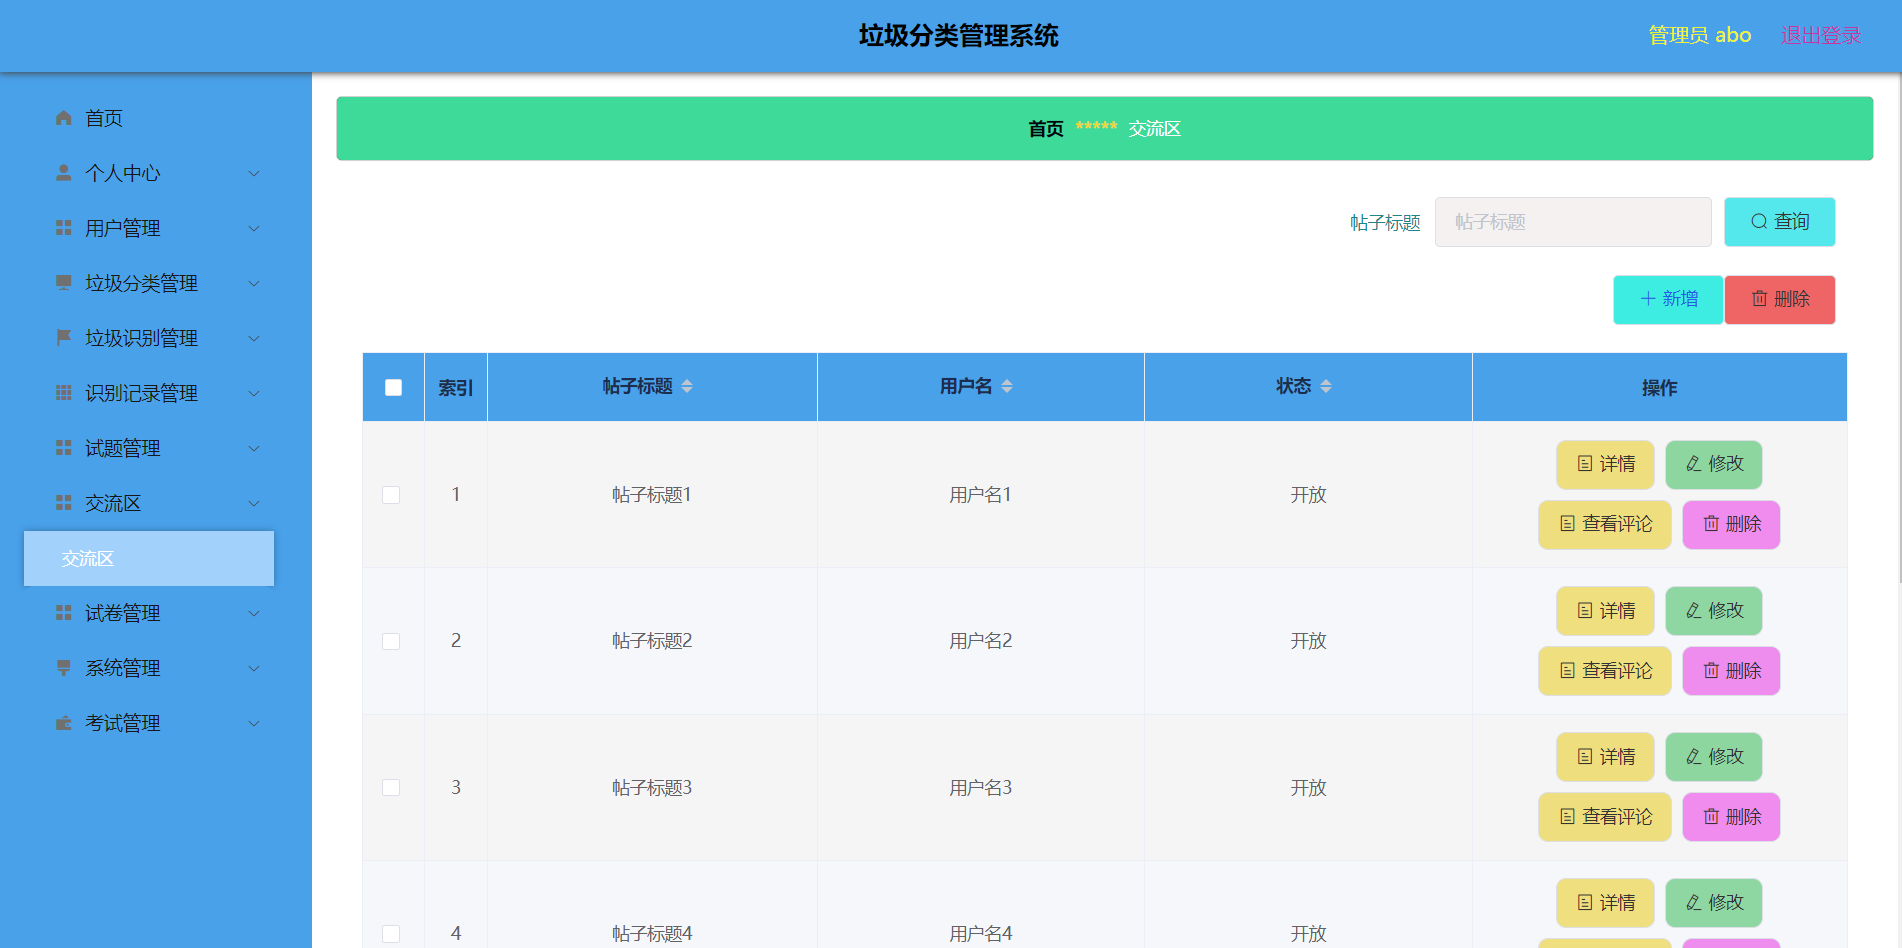 垃圾分类管理系统
管理员 abo 退出登录
首页
个人中心
用户管理
垃圾分类管理
垃圾识别管理
识别记录管理
试题管理
交流区
交流区
试卷管理
系统管理
考试管理
首页 ***** 交流区
帖子标题 帖子标题 查询
新增 删除
索引 帖子标题 用户名 状态 操作
1 帖子标题1 用户名1 开放 详情 修改
查看评论 删除
2 帖子标题2 用户名2 开放 详情 修改
查看评论 删除
3 帖子标题3 用户名3 开放 详情 修改
查看评论 删除
4 帖子标题4 用户名4 开放 详情 修改